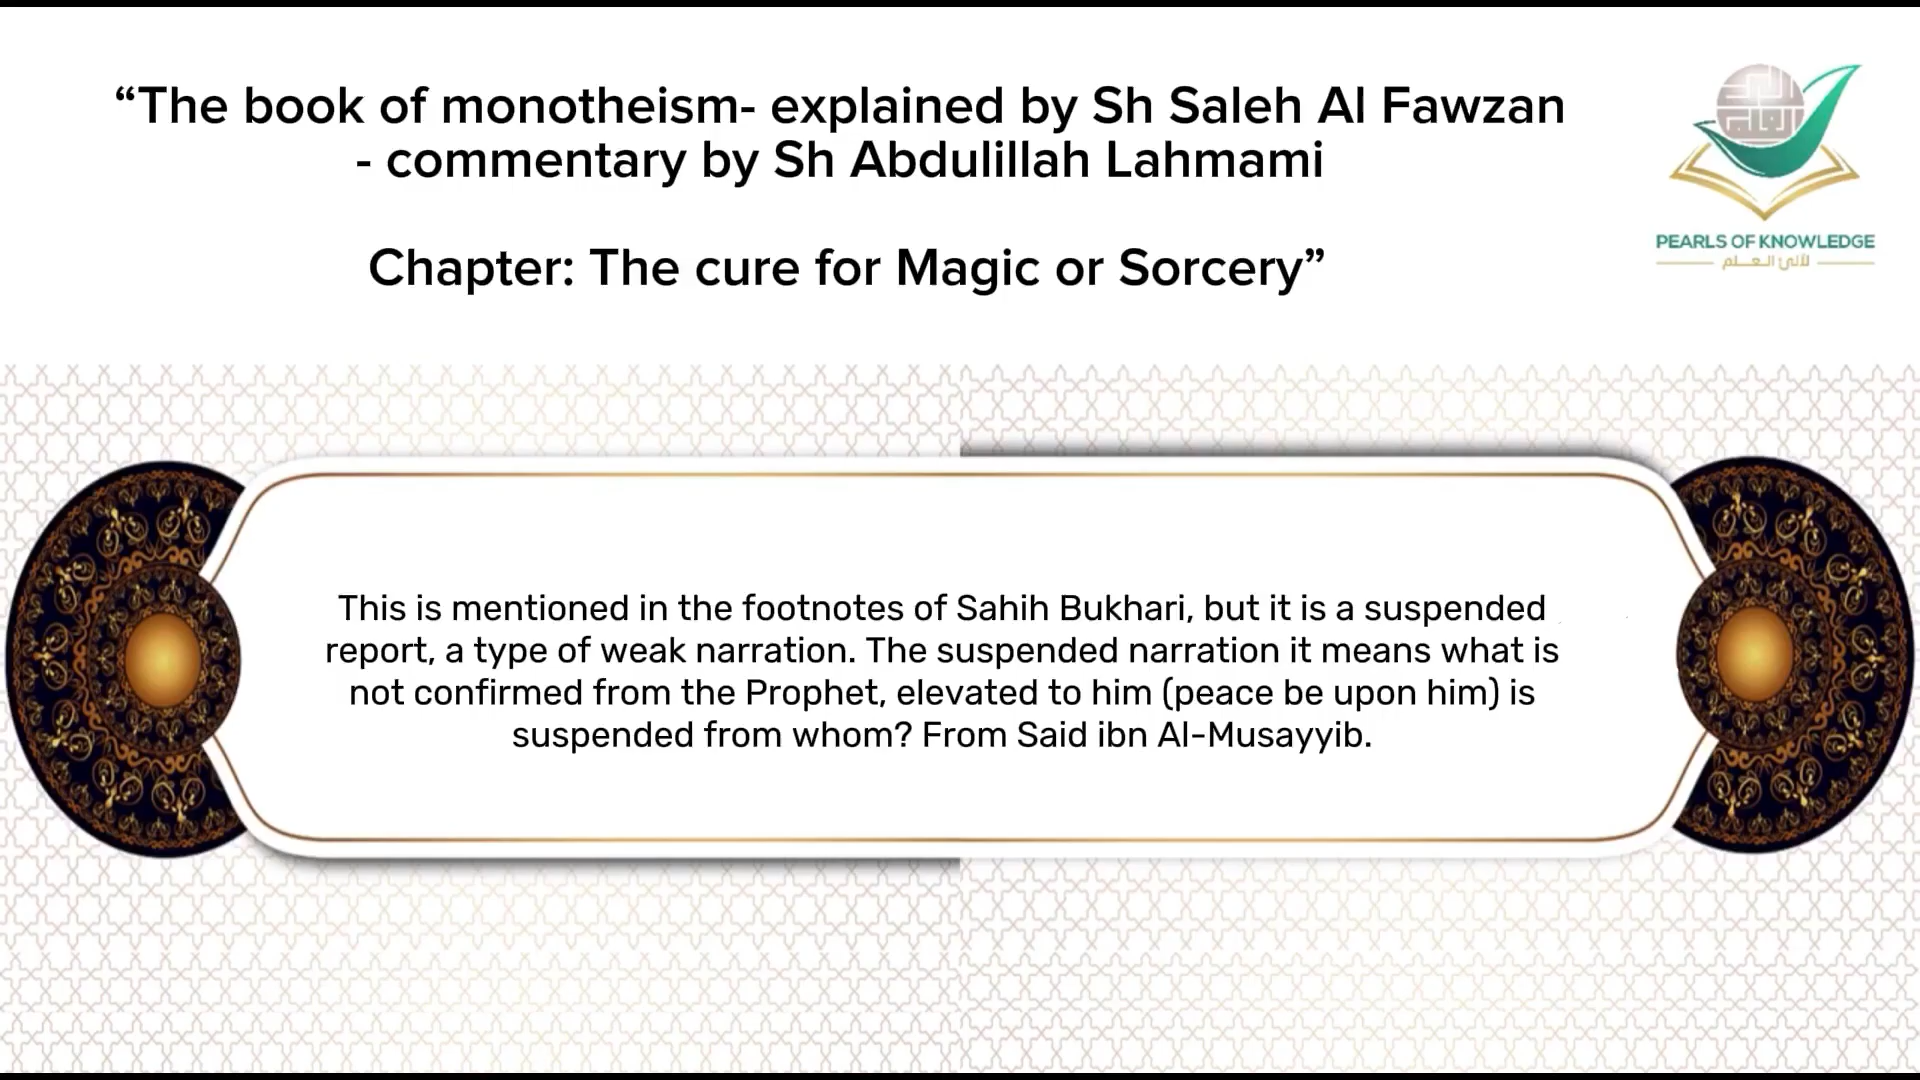 “The book of monotheism- explained by Sh Saleh Al Fawzan
- commentary by Sh Abdulillah Lahmami
Chapter: The cure for Magic or Sorcery”
PEARLS OF KNOWLEDGE
لآلئ العلم
This is mentioned in the footnotes of Sahih Bukhari, but it is a suspended
report, a type of weak narration. The suspended narration it means what is
not confirmed from the Prophet, elevated to him (peace be upon him) is
suspended from whom? From Said ibn Al-Musayyib.